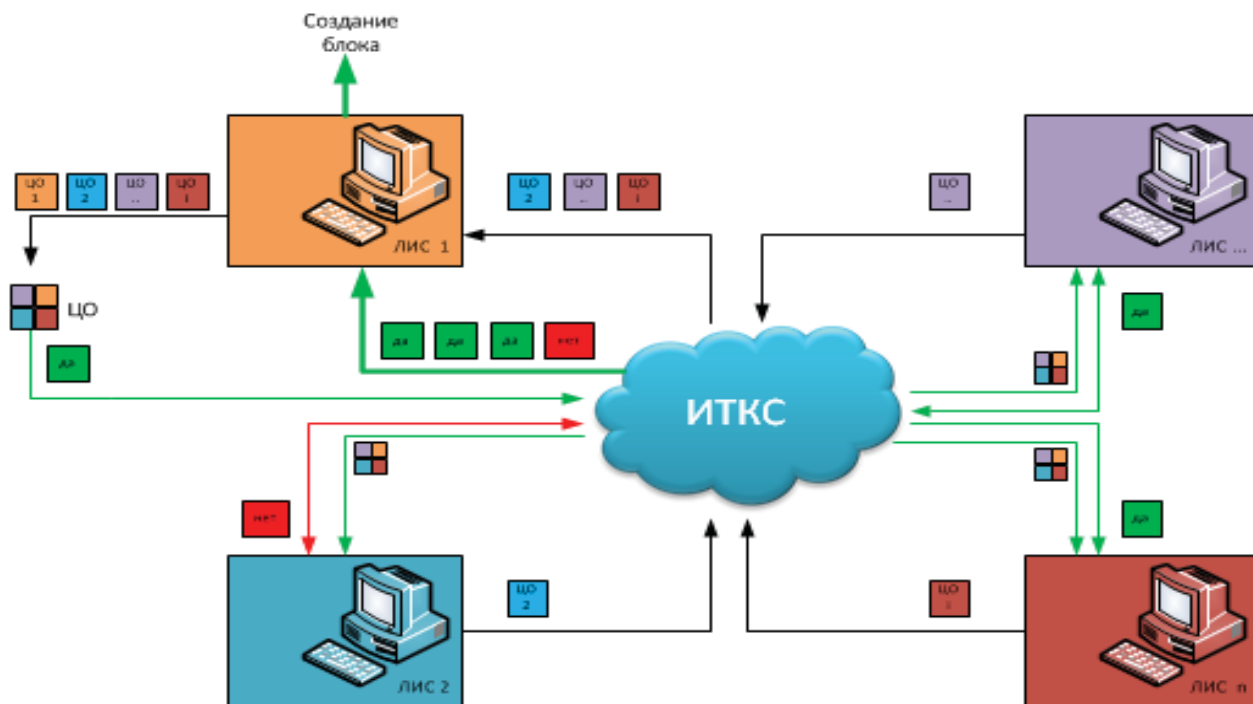 Создание
блока
ЦО
1
ЦО
2
ЦО
...
ЦО
i
ЦО
2
ЦО
...
ЦО
i
ЦО
...
ЛИС 1
ЛИС ...
ЦО
да
да
да
да
нет
да
ИТКС
нет
да
ЦО
2
ЦО
i
ЛИС 2
ЛИС n